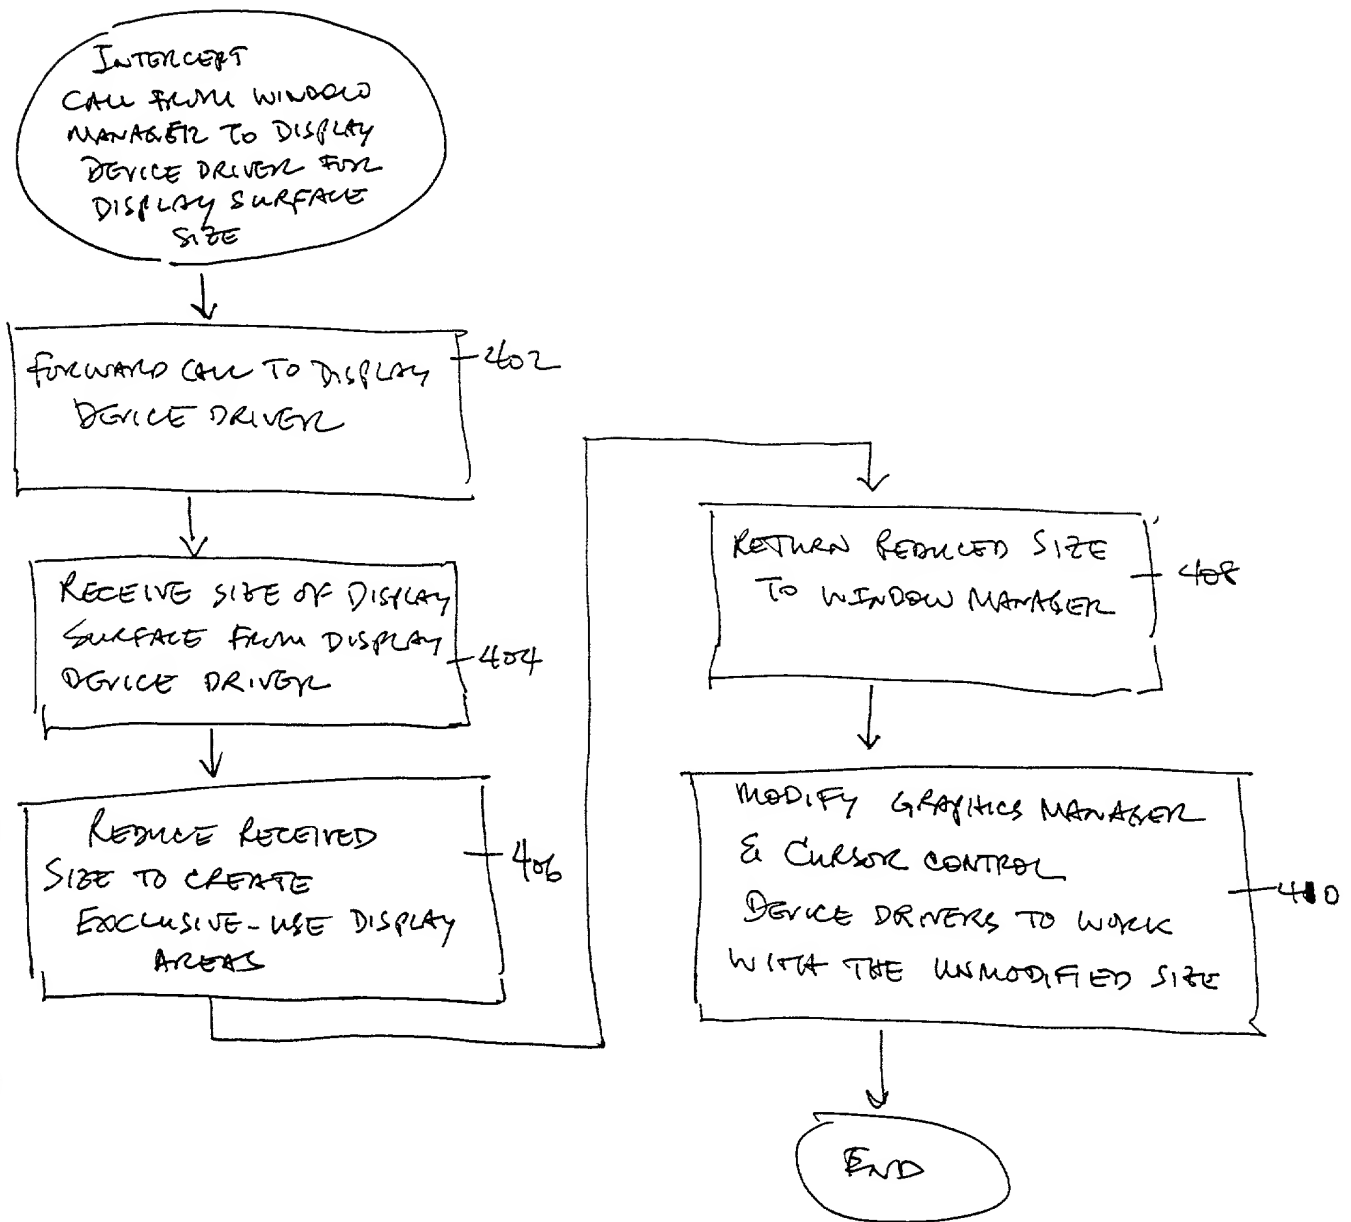 INTERCEPT
CALL FROM WINDOW
MANAGER TO DISPLAY
DEVICE DRIVER FOR
DISPLAY SURFACE
SIZE
FORWARD CALL TO DISPLAY
DEVICE DRIVER
402
RECEIVE SIZE OF DISPLAY
SURFACE FROM DISPLAY
DEVICE DRIVER
404
REDUCE RECEIVED
SIZE TO CREATE
EXCLUSIVE-USE DISPLAY
AREAS
406
RETURN REDUCED SIZE
TO WINDOW MANAGER
408
MODIFY GRAPHICS MANAGER
& CURSOR CONTROL
DEVICE DRIVERS TO WORK
WITH THE UNMODIFIED SIZE
410
END